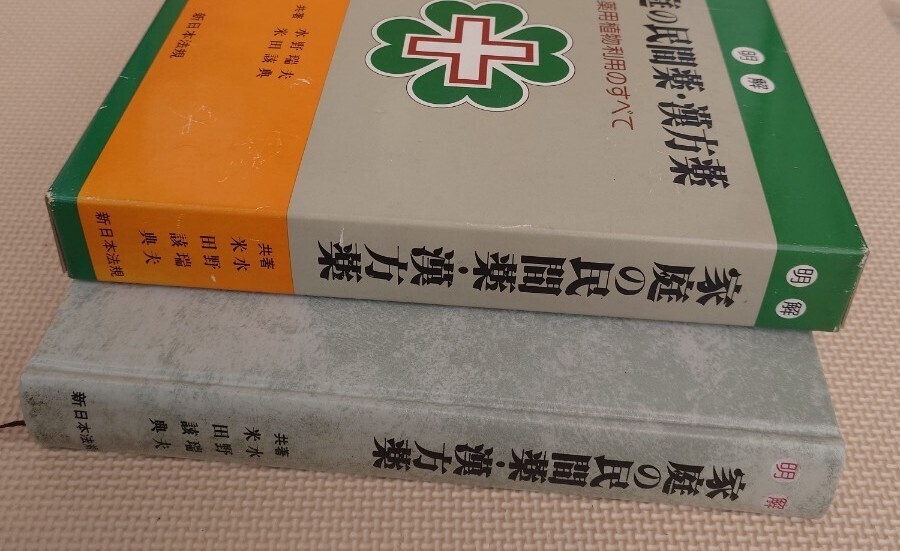 明解
庭の民間薬・漢方薬
薬用植物利用のすべて
水野瑞夫
米田該典
共著
新日本法規
明解
家庭の民間薬・漢方薬
水野瑞夫
米田該典
共著
新日本法規
明解
家庭の民間薬・漢方薬
水野瑞夫
米田該典
共著
新日本法規